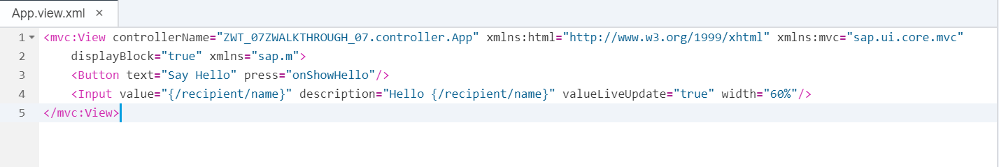 App.view.xml ×
1 <mvc:View controllerName="ZWT_07ZWALKTHROUGH_07.controller.App" xmlns:html="http://www.w3.org/1999/xhtml" xmlns:mvc="sap.ui.core.mvc"
2 displayBlock="true" xmlns="sap.m">
3 <Button text="Say Hello" press="onShowHello"/>
4 <Input value="{/recipient/name}" description="Hello {/recipient/name}" valueLiveUpdate="true" width="60%"/>
5 </mvc:View>